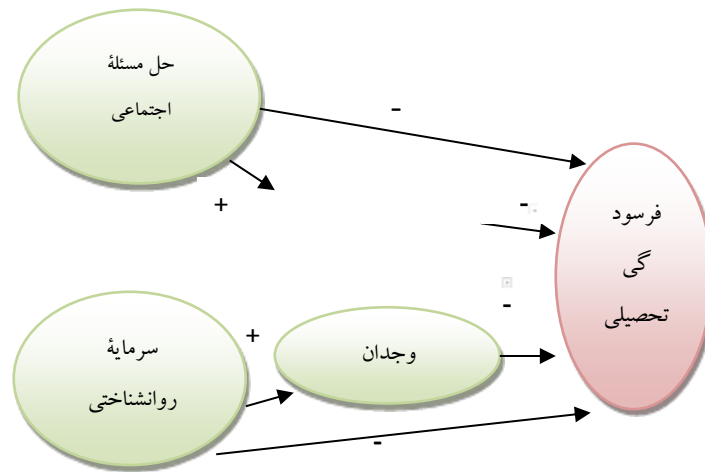 حل مسئلهٔ
اجتماعی
-
+
-
فرسود
گی
تحصیلی
-
سرمایهٔ
روانشناختی
+
وجدان
-